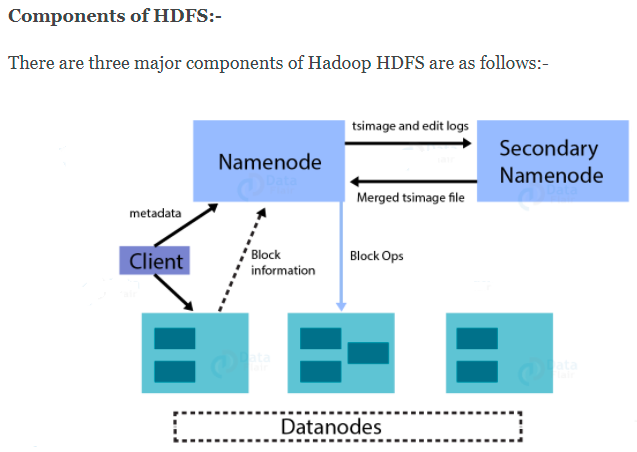 Components of HDFS:-
There are three major components of Hadoop HDFS are as follows:-
tsimage and edit logs
Namenode
Secondary
Namenode
Merged tsimage file
metadata
Client
Block
information
Block Ops
Datanodes